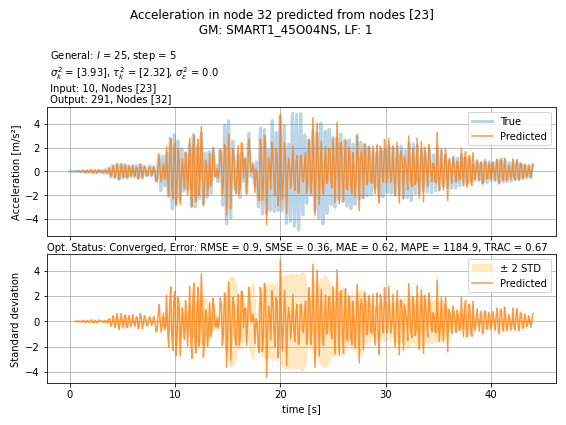 Acceleration in node 32 predicted from nodes [23]
GM: SMART1_45O04NS, LF: 1
General: l = 25, step = 5
σ²ₖ = [3.93], τ²ₖ = [2.32], σ²ε = 0.0
Input: 10, Nodes [23]
Output: 291, Nodes [32]
Acceleration [m/s²]
4
2
0
−2
−4
True
Predicted
Opt. Status: Converged, Error: RMSE = 0.9, SMSE = 0.36, MAE = 0.62, MAPE = 1184.9, TRAC = 0.67
Standard deviation
4
2
0
−2
−4
± 2 STD
Predicted
0 10 20 30 40
time [s]